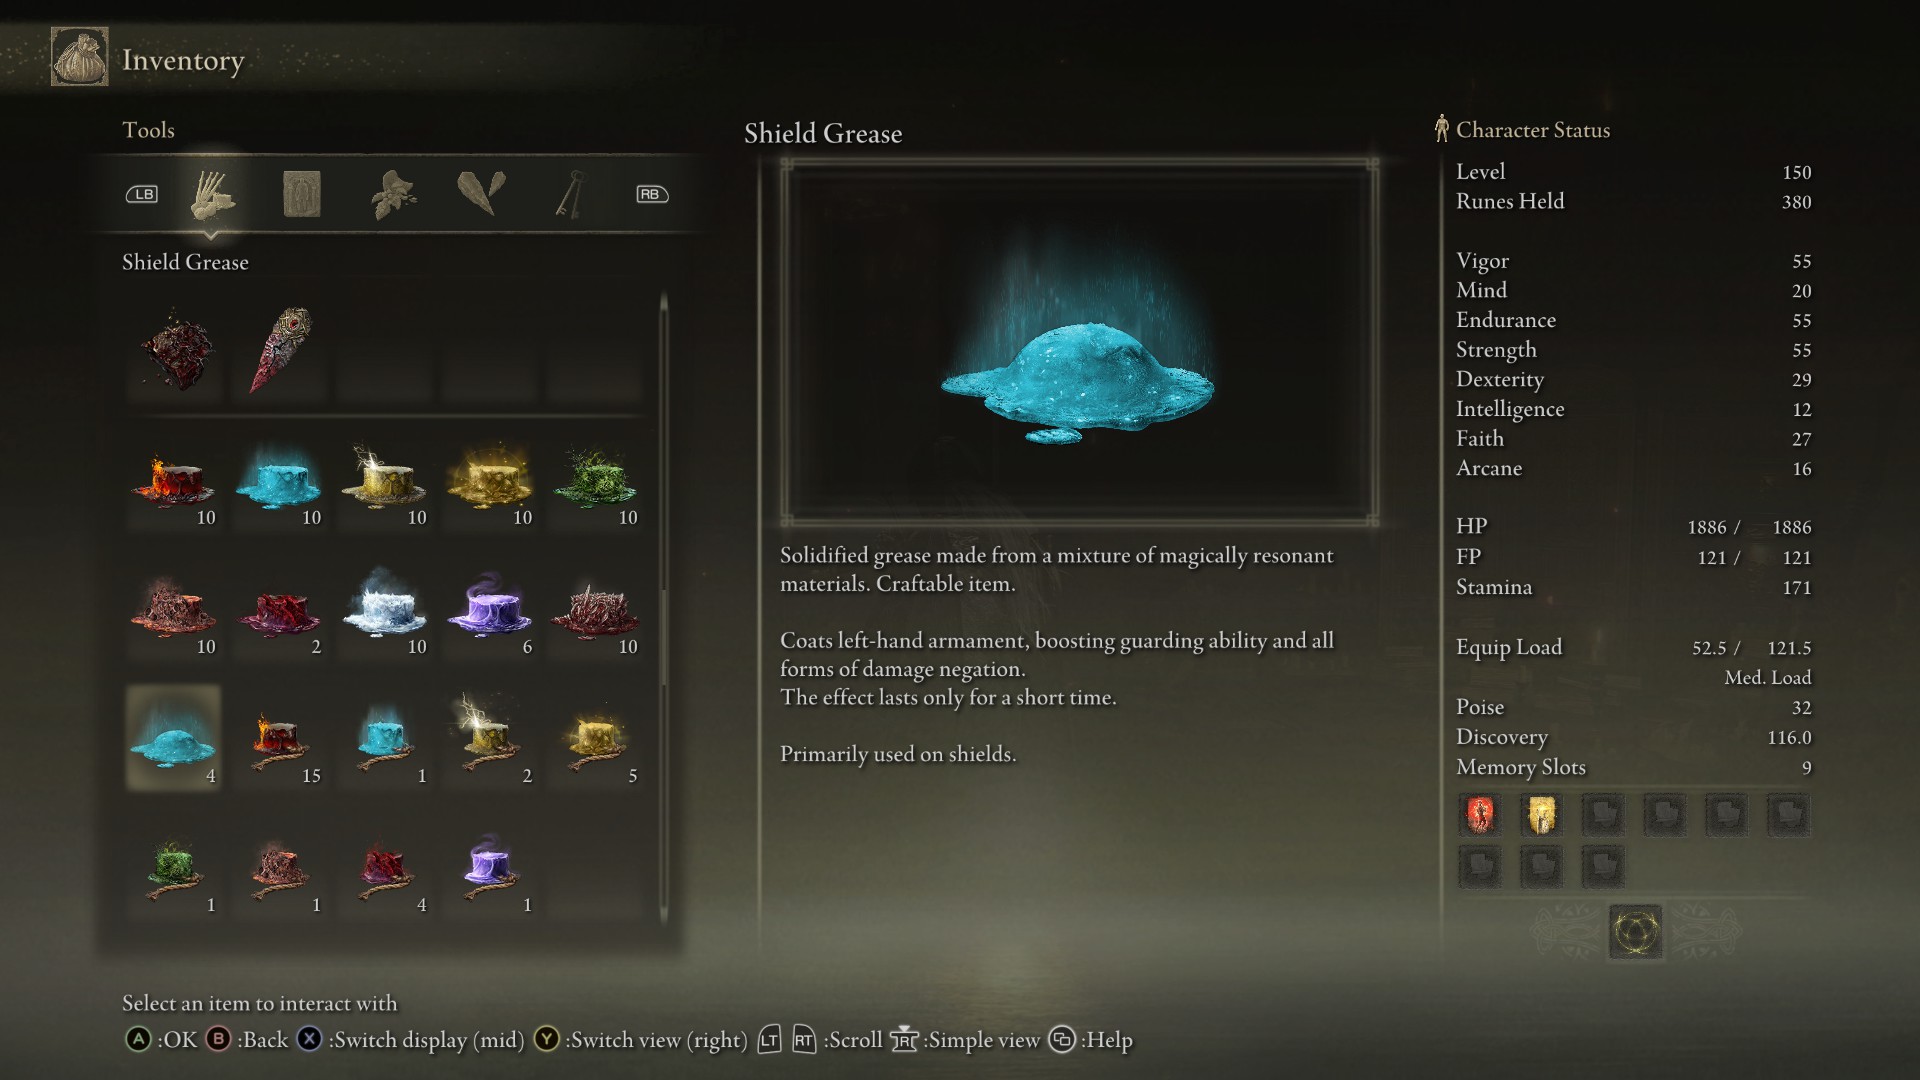 Inventory
Tools
LB
RB
Shield Grease
10
10
10
10
10
10
2
10
6
10
4
15
1
2
5
1
1
4
1
Shield Grease
Solidified grease made from a mixture of magically resonant
materials. Craftable item.
Coats left-hand armament, boosting guarding ability and all
forms of damage negation.
The effect lasts only for a short time.
Primarily used on shields.
Character Status
Level 150
Runes Held 380
Vigor 55
Mind 20
Endurance 55
Strength 55
Dexterity 29
Intelligence 12
Faith 27
Arcane 16
HP 1886 / 1886
FP 121 / 121
Stamina 171
Equip Load 52.5 / 121.5
Med. Load
Poise 32
Discovery 116.0
Memory Slots 9
Select an item to interact with
A :OK B :Back X :Switch display (mid) Y :Switch view (right) LT RT :Scroll R :Simple view :Help